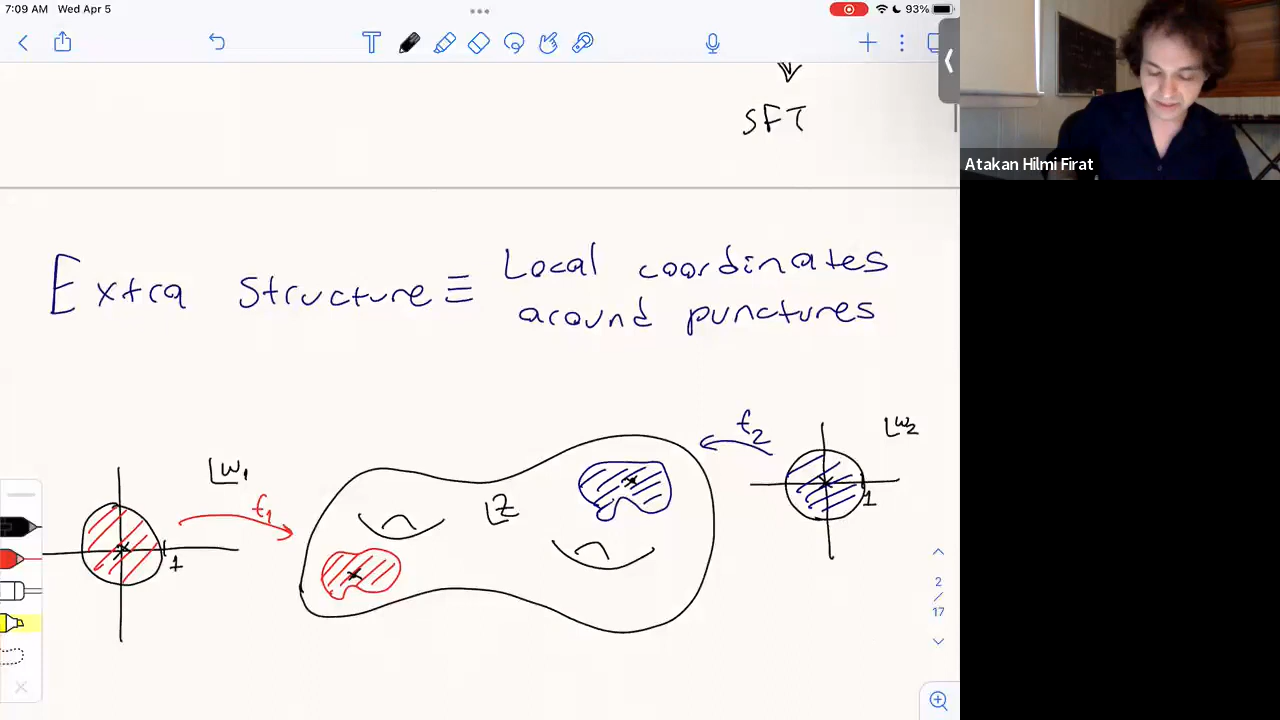 7:09 AM Wed Apr 5
93%
T
SFT
Atakan Hilmi Firat
Extra Structure ≡ Local coordinates
around punctures
w1
f1
1
z
f2
w2
1
2
/
17